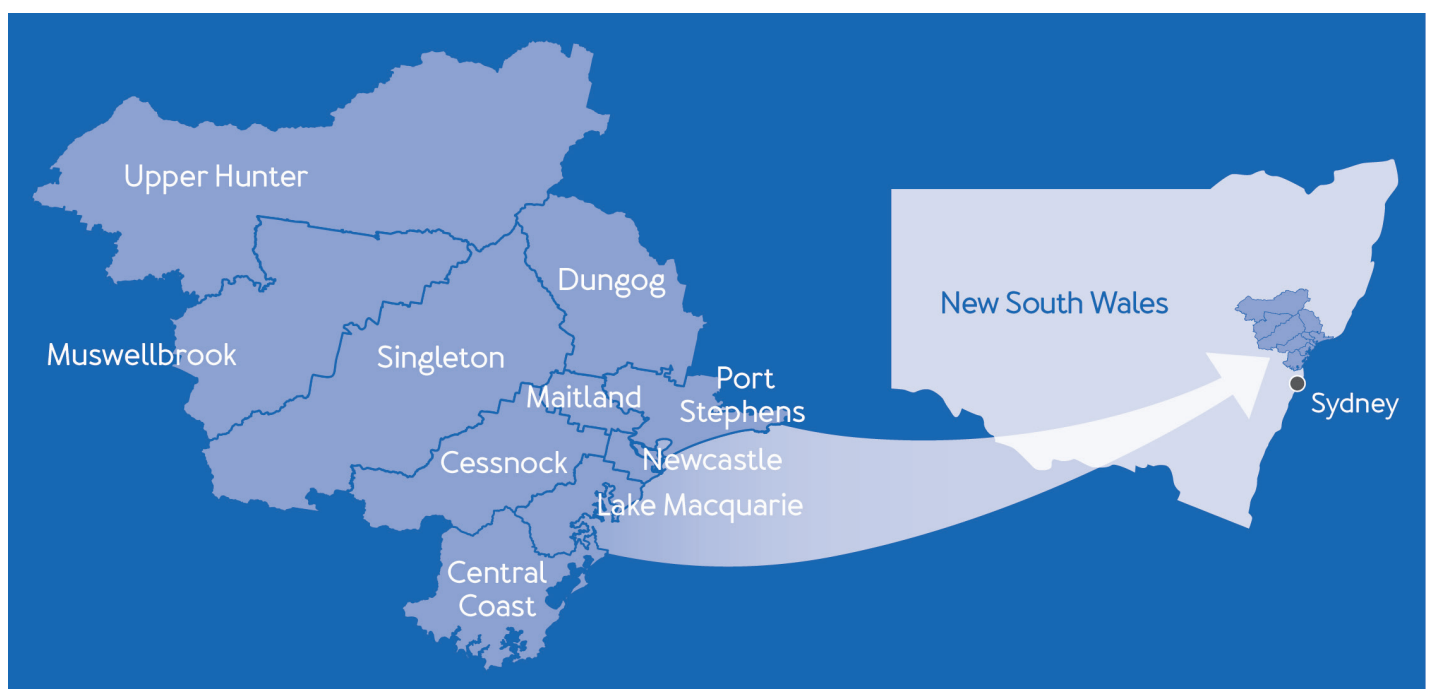 Upper Hunter
Dungog
Muswellbrook
Singleton
Maitland
Port
Stephens
Cessnock
Newcastle
Lake Macquarie
Central
Coast
New South Wales
Sydney